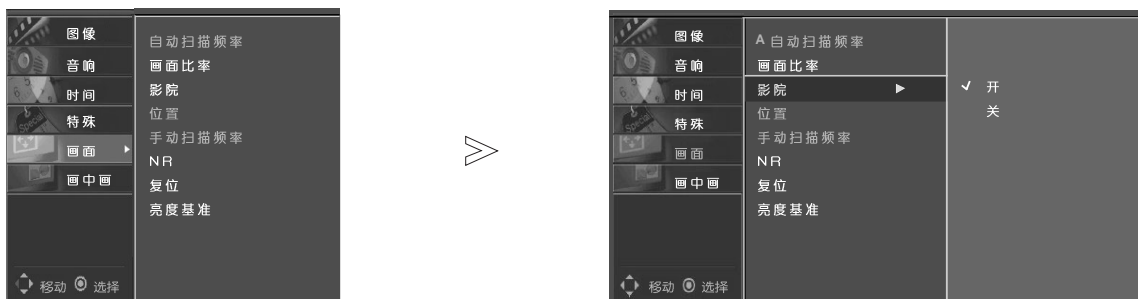 图像
音响
时间
特殊
画面
画中画
自动扫描频率
画面比率
影院
位置
手动扫描频率
NR
复位
亮度基准
移动 选择
图像
音响
时间
特殊
画面
画中画
A 自动扫描频率
画面比率
影院
位置
手动扫描频率
NR
复位
亮度基准
开
关
移动 选择